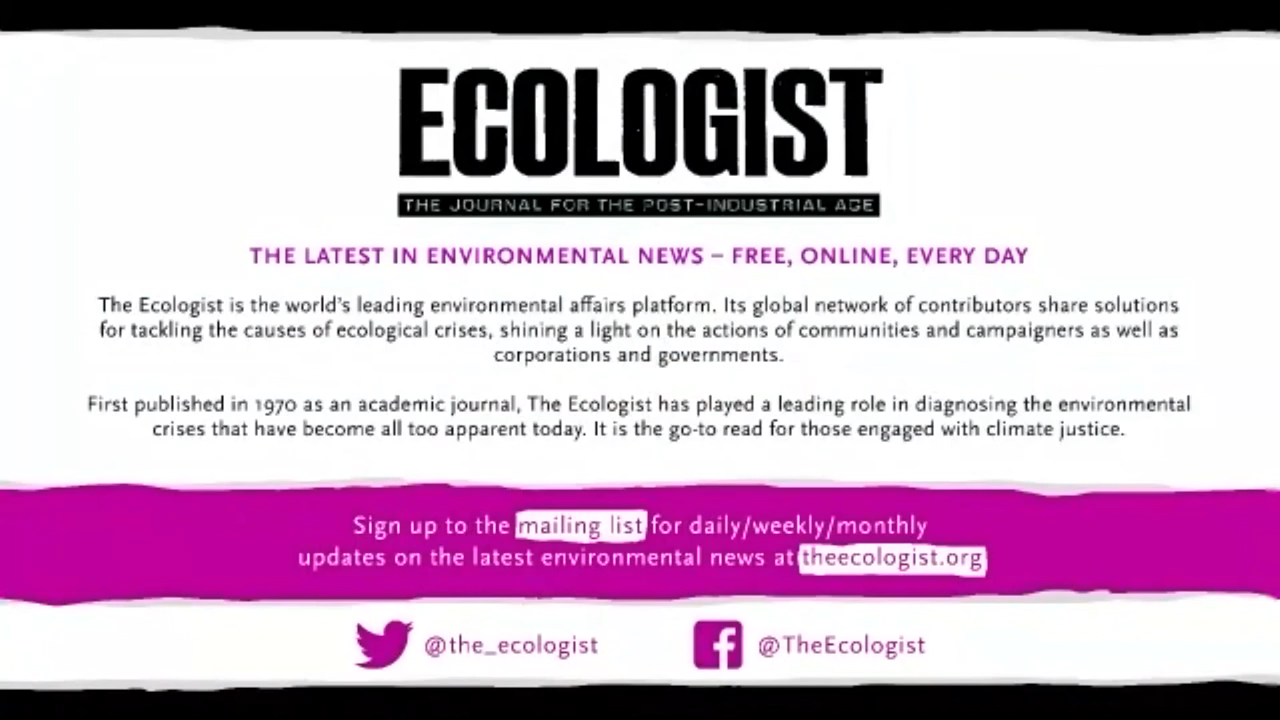 ECOLOGIST
THE JOURNAL FOR THE POST-INDUSTRIAL AGE
THE LATEST IN ENVIRONMENTAL NEWS – FREE, ONLINE, EVERY DAY
The Ecologist is the world's leading environmental affairs platform. Its global network of contributors share solutions
for tackling the causes of ecological crises, shining a light on the actions of communities and campaigners as well as
corporations and governments.
First published in 1970 as an academic journal, The Ecologist has played a leading role in diagnosing the environmental
crises that have become all too apparent today. It is the go-to read for those engaged with climate justice.
Sign up to the mailing list for daily/weekly/monthly
updates on the latest environmental news at theecologist.org
@the_ecologist @TheEcologist